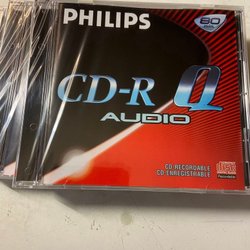 PHILIPS
80
CD-R
AUDIO
CD-RECORDABLE
CD ENREGISTRABLE